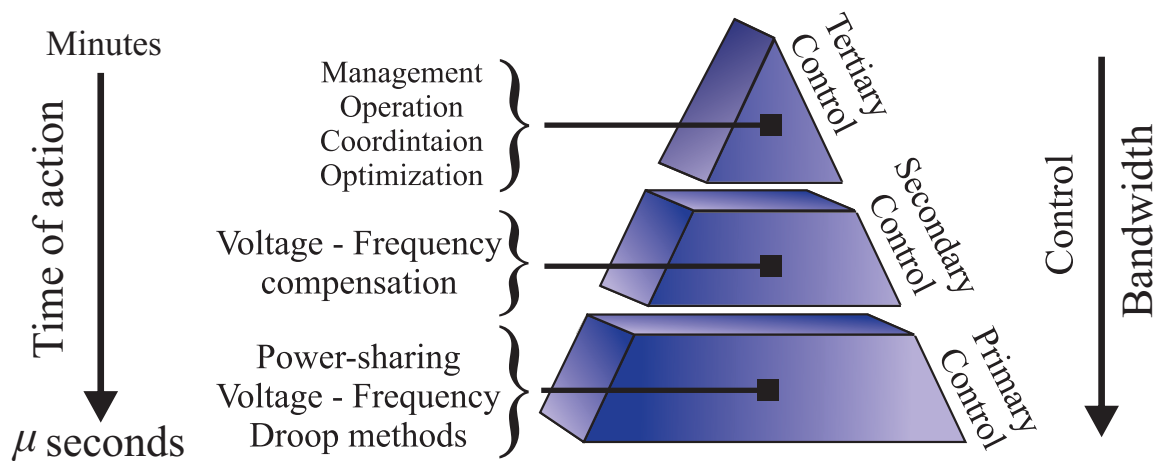 Minutes
Time of action
μ seconds
Management
Operation
Coordintaion
Optimization
Voltage - Frequency
compensation
Power-sharing
Voltage - Frequency
Droop methods
Tertiary
Control
Secondary
Control
Primary
Control
Control
Bandwidth